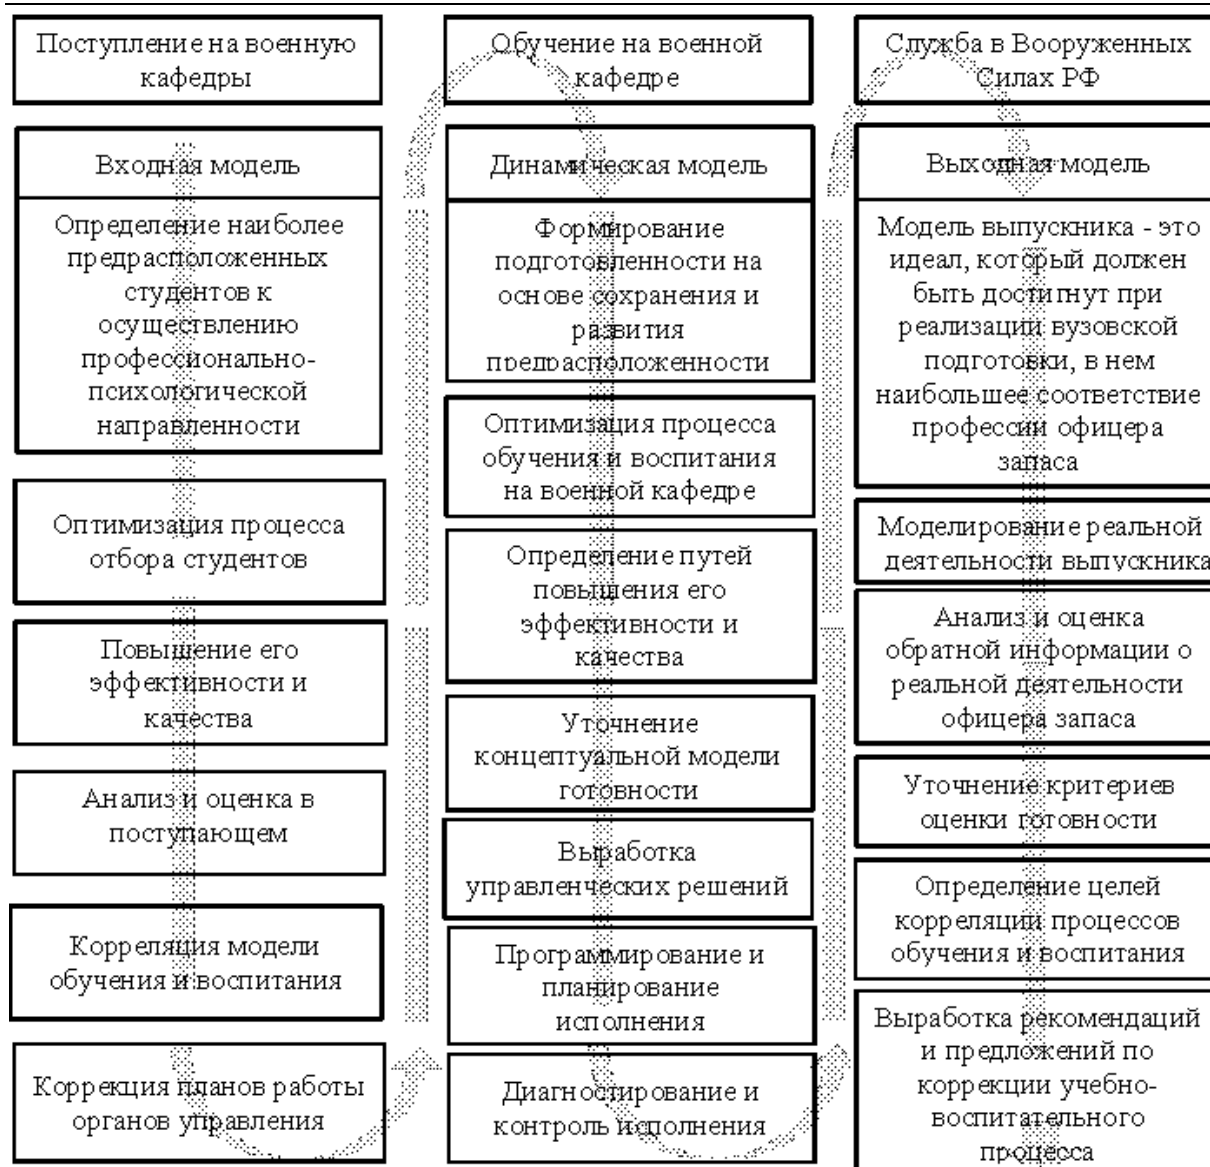 Поступление на военную
кафедры
Входная модель
Определение наиболее
предрасположенных
студентов к
осуществлению
профессионально-
психологической
направленности
Оптимизация процесса
отбора студентов
Повышение его
эффективности и
качества
Анализ и оценка в
поступающем
Корреляция модели
обучения и воспитания
Коррекция планов работы
органов управления
Обучение на военной
кафедре
Динамическая модель
Формирование
подготовленности на
основе сохранения и
развития
предрасположенности
Оптимизация процесса
обучения и воспитания
на военной кафедре
Определение путей
повышения его
эффективности и
качества
Уточнение
концептуальной модели
готовности
Выработка
управленческих решений
Программирование и
планирование
исполнения
Диагностирование и
контроль исполнения
Служба в Вооруженных
Силах РФ
Выходная модель
Модель выпускника - это
идеал, который должен
быть достигнут при
реализации вузовской
подготовки, в нем
наибольшее соответствие
профессии офицера
запаса
Моделирование реальной
деятельности выпускника
Анализ и оценка
обратной информации о
реальной деятельности
офицера запаса
Уточнение критериев
оценки готовности
Определение целей
корреляции процессов
обучения и воспитания
Выработка рекомендаций
и предложений по
коррекции учебно-
воспитательного
процесса